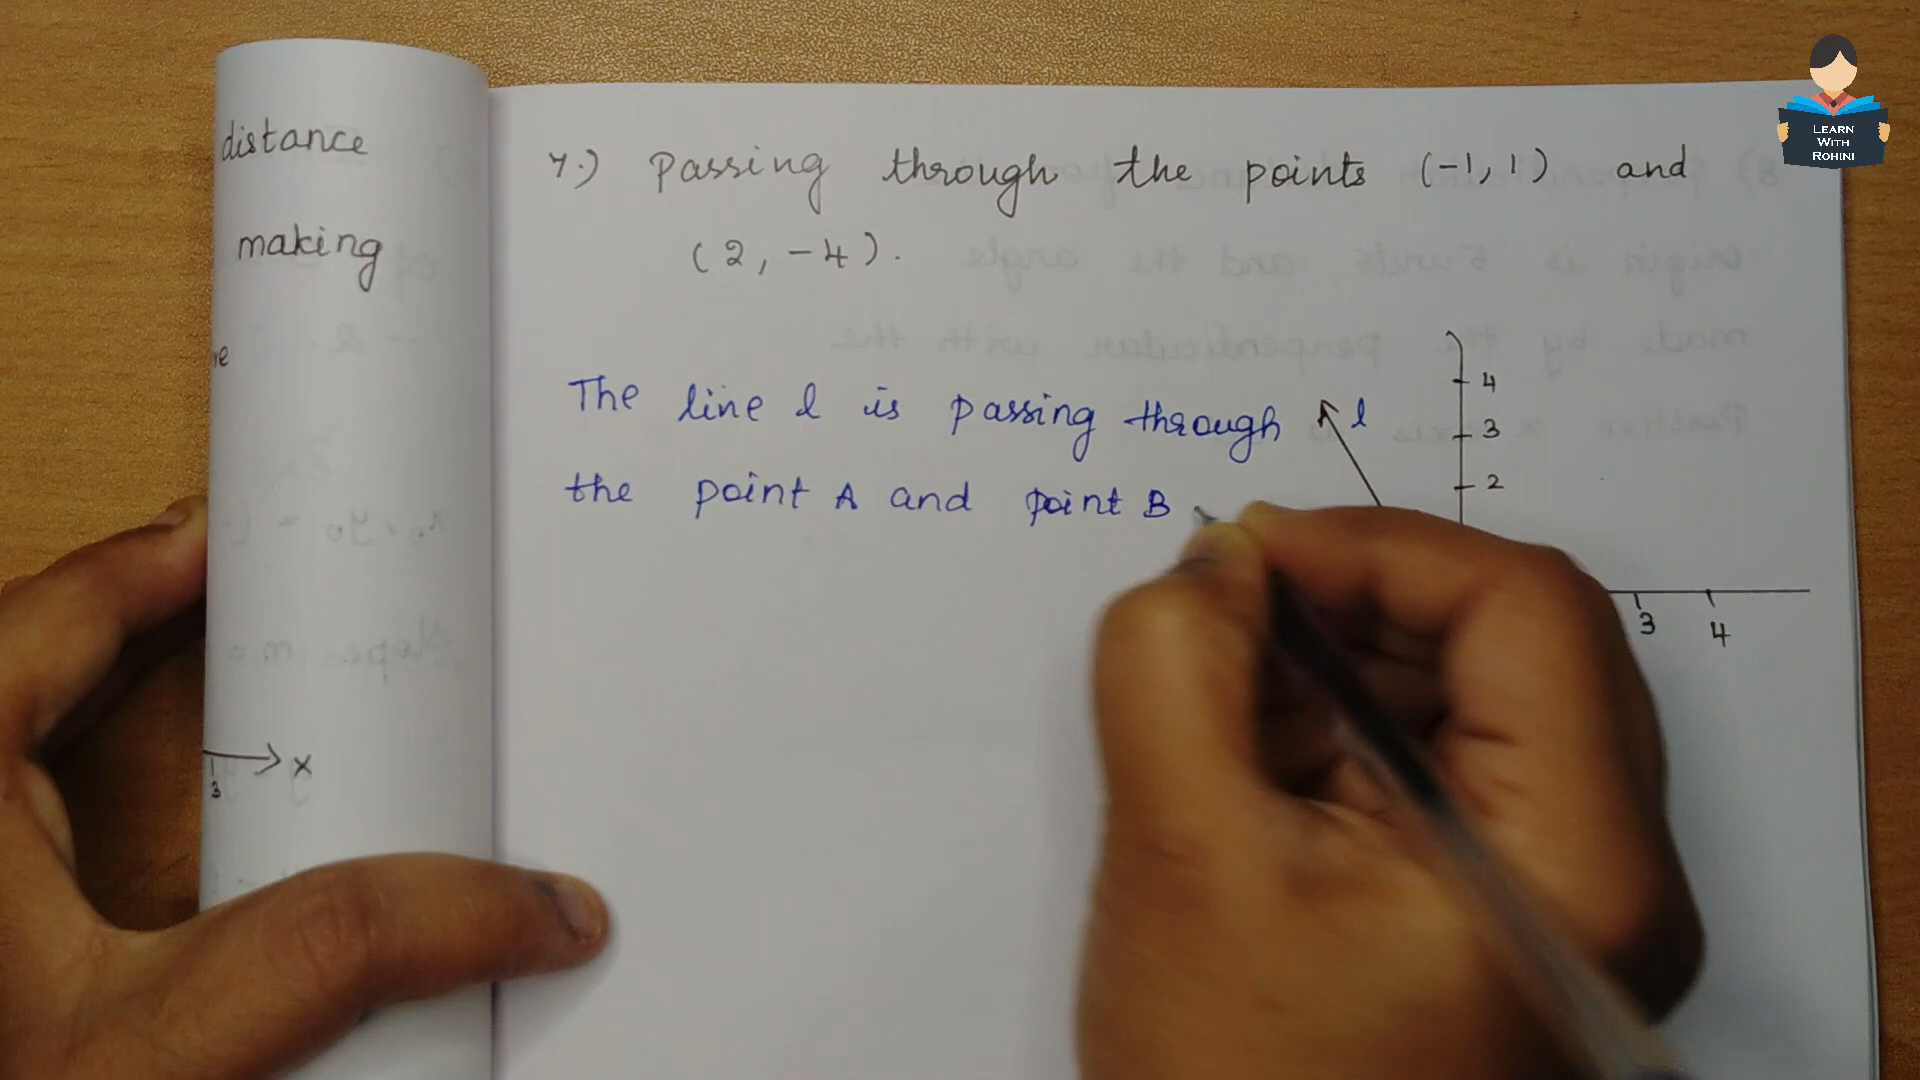 distance
making
7.) Passing through the points (-1, 1) and
(2, -4).
The line l is passing through
the point A and point B
l
4
3
2
3
4
x
3
LEARN
WITH
ROHINI